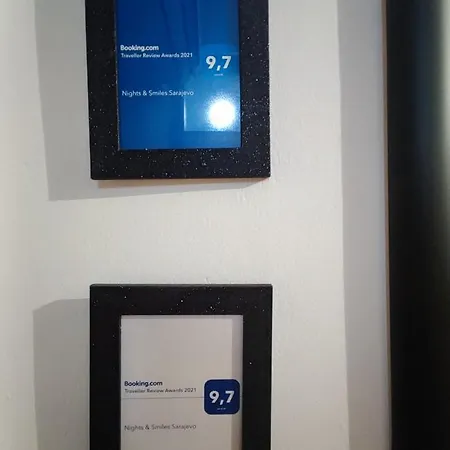 Booking.com
Traveller Review Awards 2021
9,7
Nights & Smiles Sarajevo
Booking.com
Traveller Review Awards 2021
9,7
Nights & Smiles Sarajevo